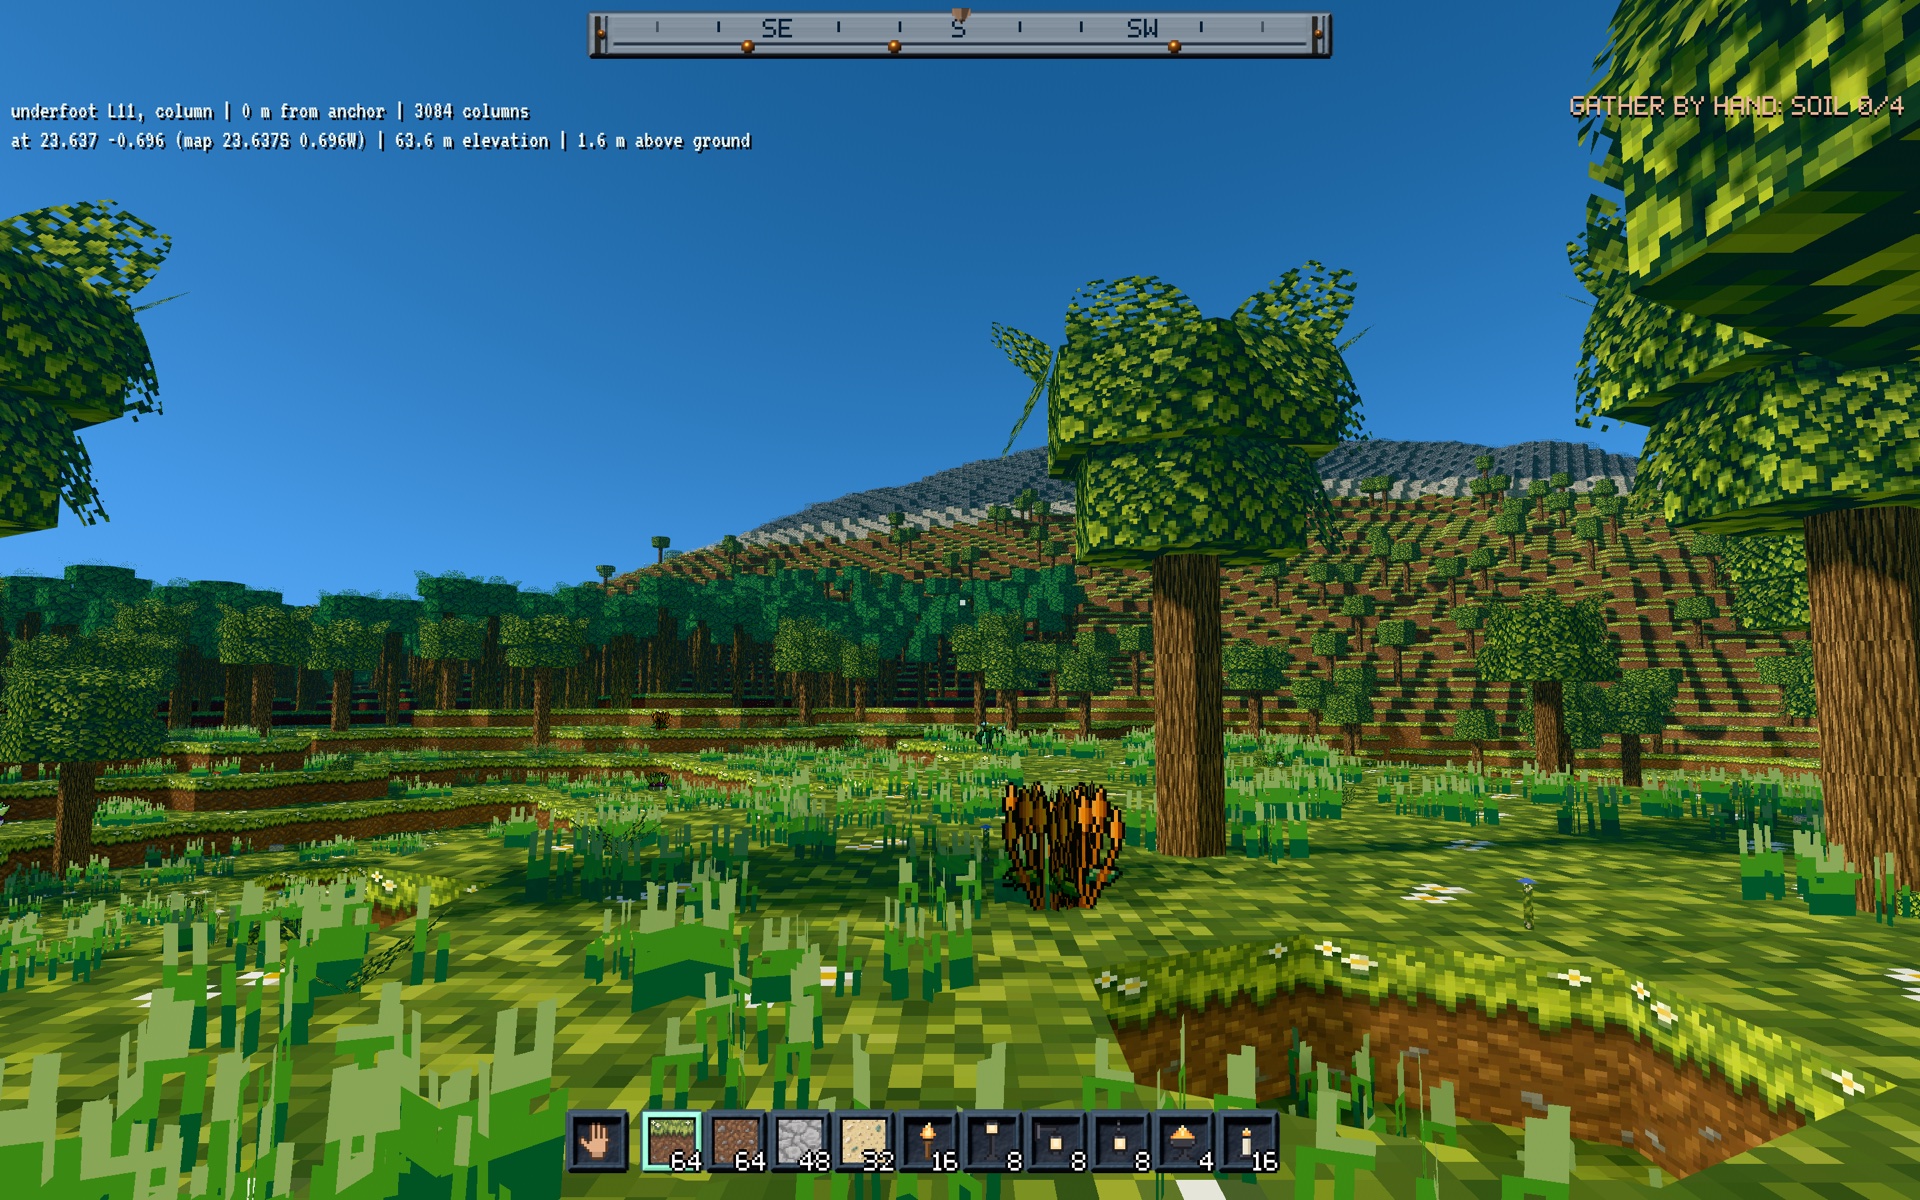 SE S SW
underfoot L11, column | 0 m from anchor | 3084 columns
GATHER BY HAND: SOIL 0/4
at 23.637 -0.696 (map 23.637S 0.696W) | 63.6 m elevation | 1.6 m above ground
64 64 48 32 16 8 8 8 4 16